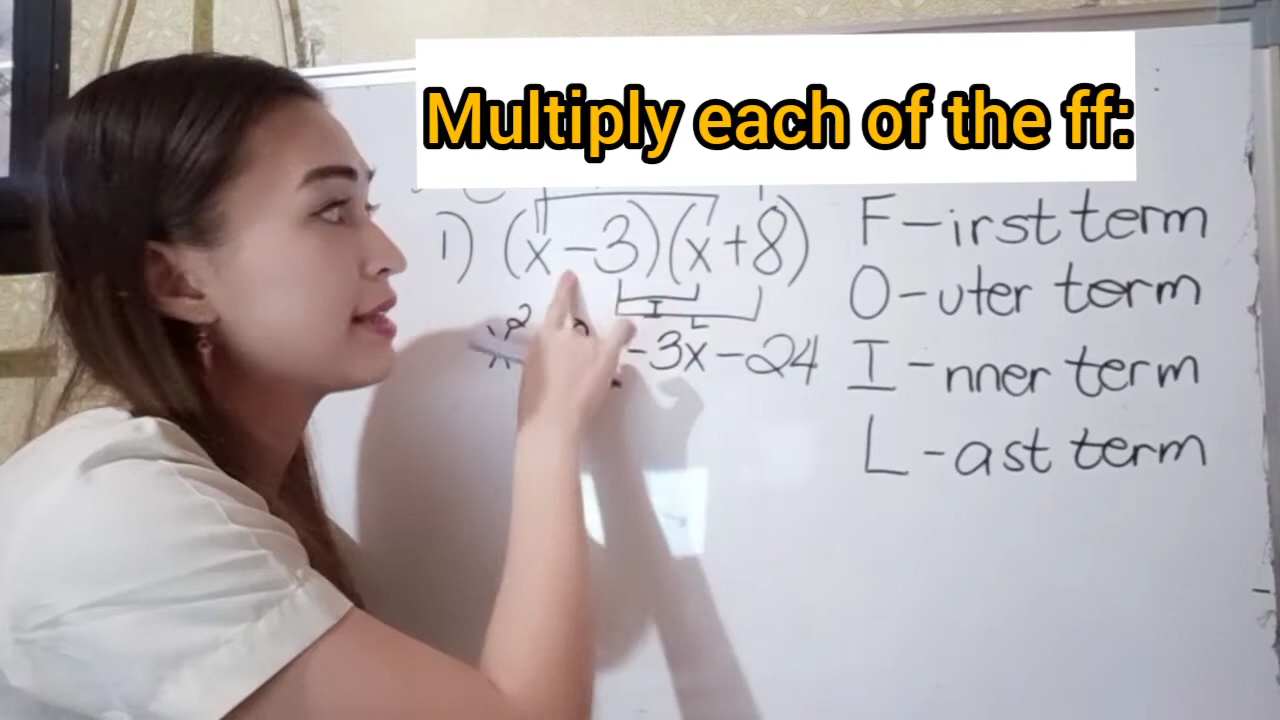 Multiply each of the ff:
1) (x-3)(x+8)
I
L
-3x-24
F-irst term
O-uter term
I-nner term
L-ast term